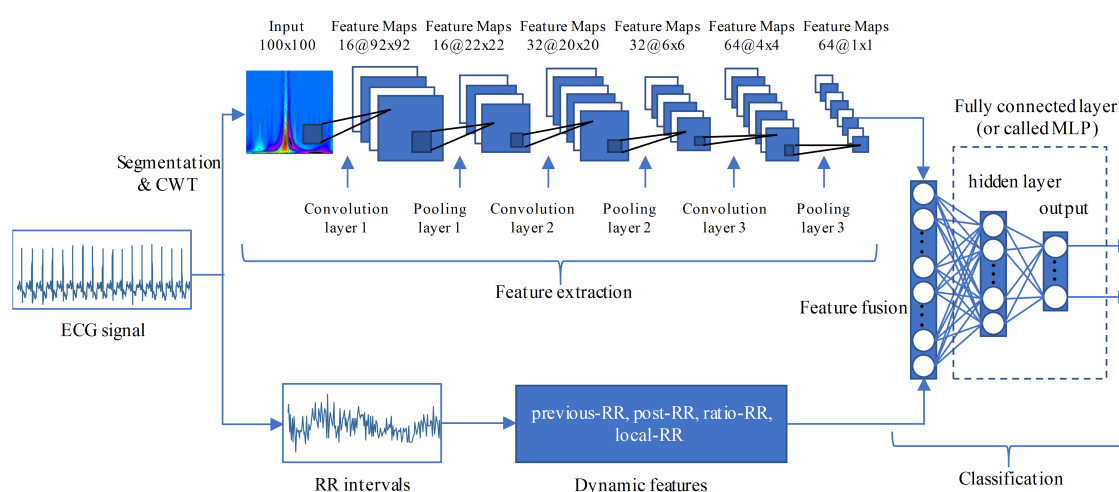 Input
100x100
Feature Maps
16@92x92
Feature Maps
16@22x22
Feature Maps
32@20x20
Feature Maps
32@6x6
Feature Maps
64@4x4
Feature Maps
64@1x1
Segmentation
& CWT
Convolution
layer 1
Pooling
layer 1
Convolution
layer 2
Pooling
layer 2
Convolution
layer 3
Pooling
layer 3
Feature extraction
ECG signal
Fully connected layer
(or called MLP)
hidden layer
output
Feature fusion
previous-RR, post-RR, ratio-RR,
local-RR
RR intervals
Dynamic features
Classification